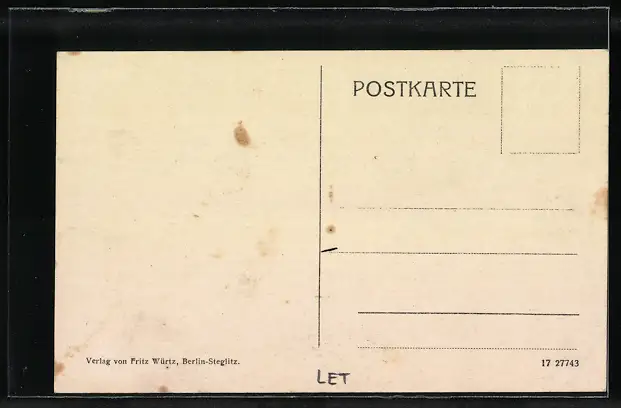 POSTKARTE
Verlag von Fritz Würtz, Berlin-Steglitz.
17 27743
LET